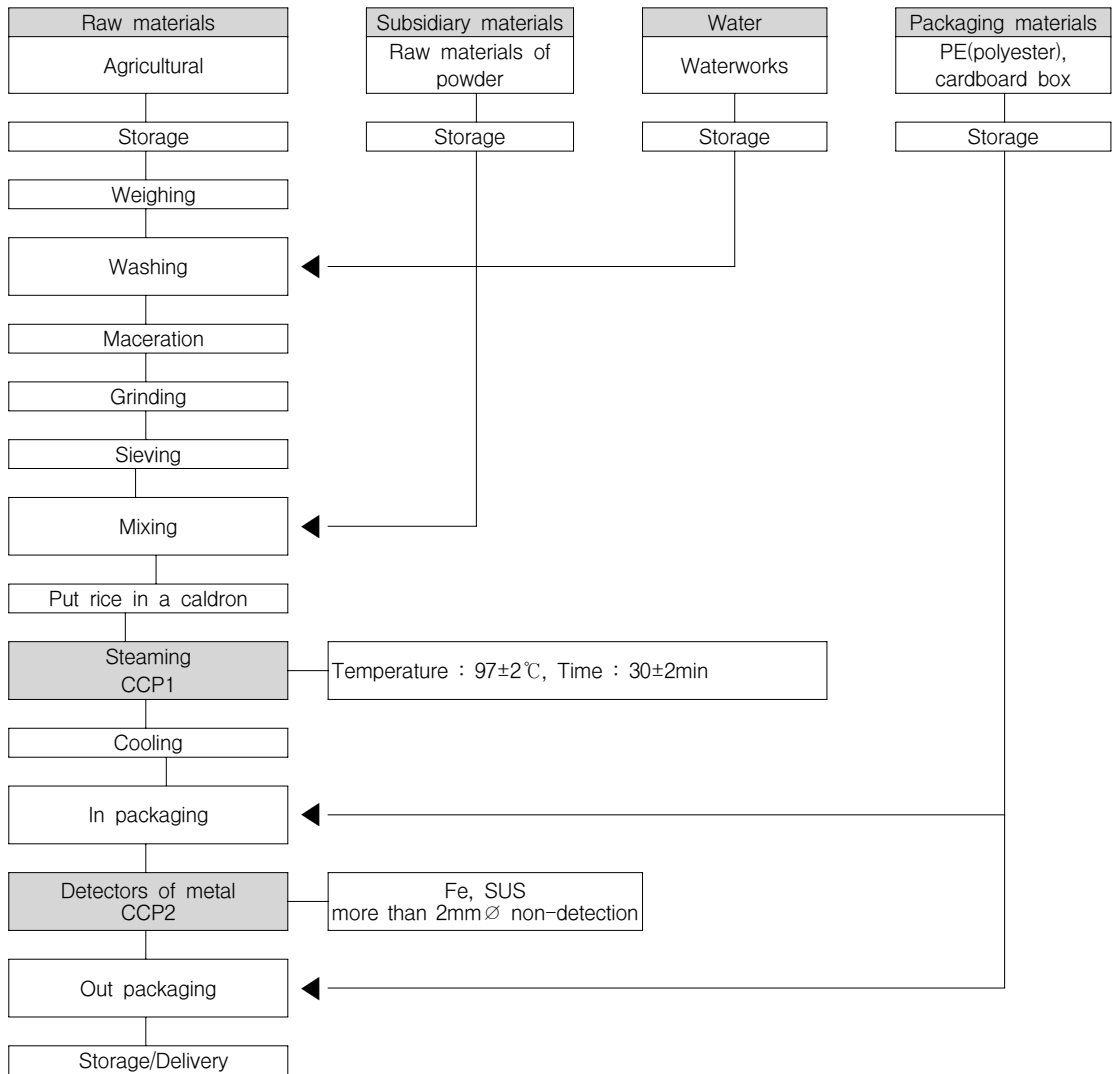 Raw materials
Agricultural
Storage
Weighing
Washing
Maceration
Grinding
Sieving
Mixing
Put rice in a caldron
Steaming
CCP1
Temperature : 97±2℃, Time : 30±2min
Cooling
In packaging
Detectors of metal
CCP2
Fe, SUS
more than 2mm∅ non-detection
Out packaging
Storage/Delivery
Subsidiary materials
Raw materials of
powder
Storage
Water
Waterworks
Storage
Packaging materials
PE(polyester),
cardboard box
Storage